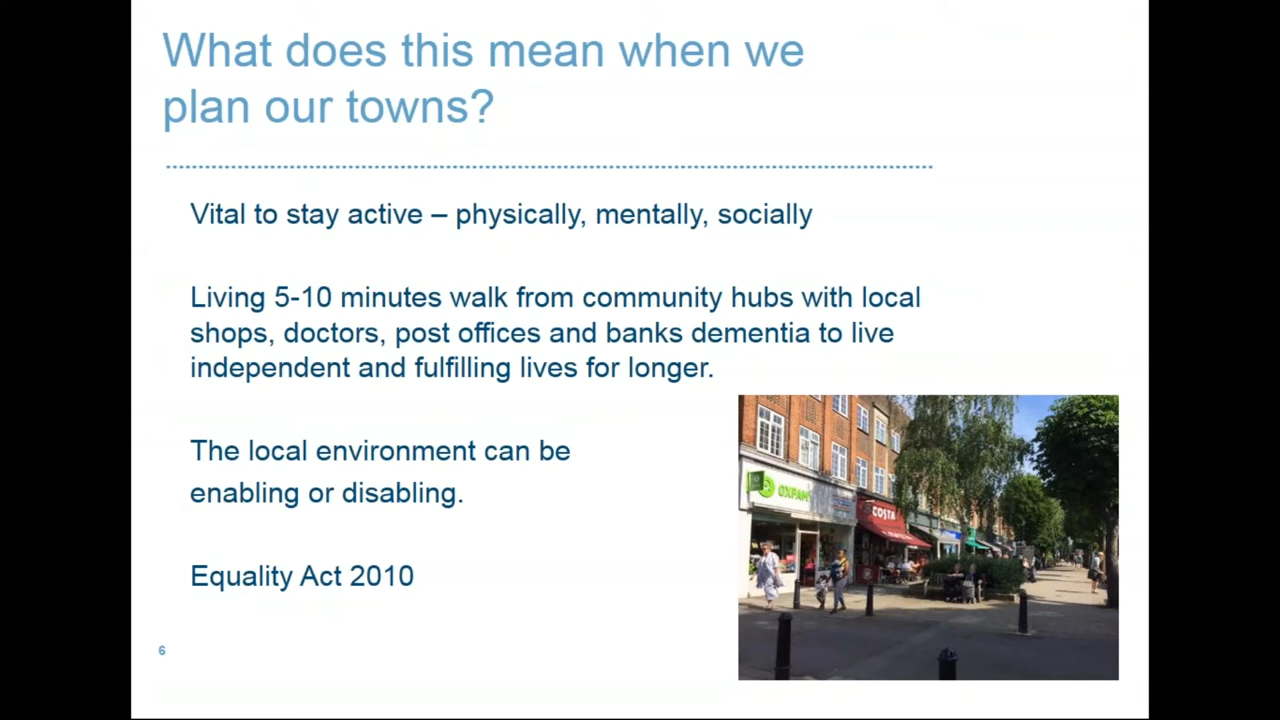 What does this mean when we
plan our towns?
Vital to stay active – physically, mentally, socially
Living 5-10 minutes walk from community hubs with local
shops, doctors, post offices and banks dementia to live
independent and fulfilling lives for longer.
The local environment can be
enabling or disabling.
Equality Act 2010
OXFAM
COSTA
6